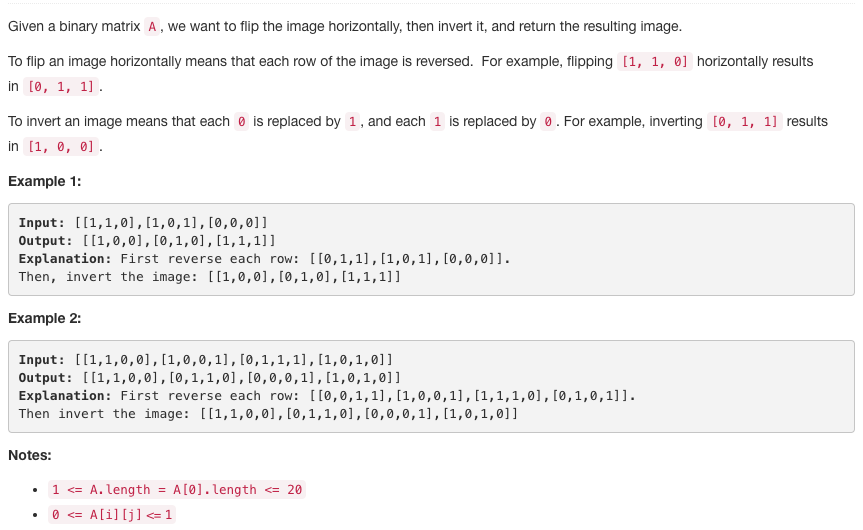 Given a binary matrix A, we want to flip the image horizontally, then invert it, and return the resulting image.
To flip an image horizontally means that each row of the image is reversed.  For example, flipping [1, 1, 0] horizontally results
in [0, 1, 1].
To invert an image means that each 0 is replaced by 1, and each 1 is replaced by 0. For example, inverting [0, 1, 1] results
in [1, 0, 0].
Example 1:
Input: [[1,1,0],[1,0,1],[0,0,0]]
Output: [[1,0,0],[0,1,0],[1,1,1]]
Explanation: First reverse each row: [[0,1,1],[1,0,1],[0,0,0]].
Then, invert the image: [[1,0,0],[0,1,0],[1,1,1]]
Example 2:
Input: [[1,1,0,0],[1,0,0,1],[0,1,1,1],[1,0,1,0]]
Output: [[1,1,0,0],[0,1,1,0],[0,0,0,1],[1,0,1,0]]
Explanation: First reverse each row: [[0,0,1,1],[1,0,0,1],[1,1,1,0],[0,1,0,1]].
Then invert the image: [[1,1,0,0],[0,1,1,0],[0,0,0,1],[1,0,1,0]]
Notes:
• 1 <= A.length = A[0].length <= 20
• 0 <= A[i][j] <= 1